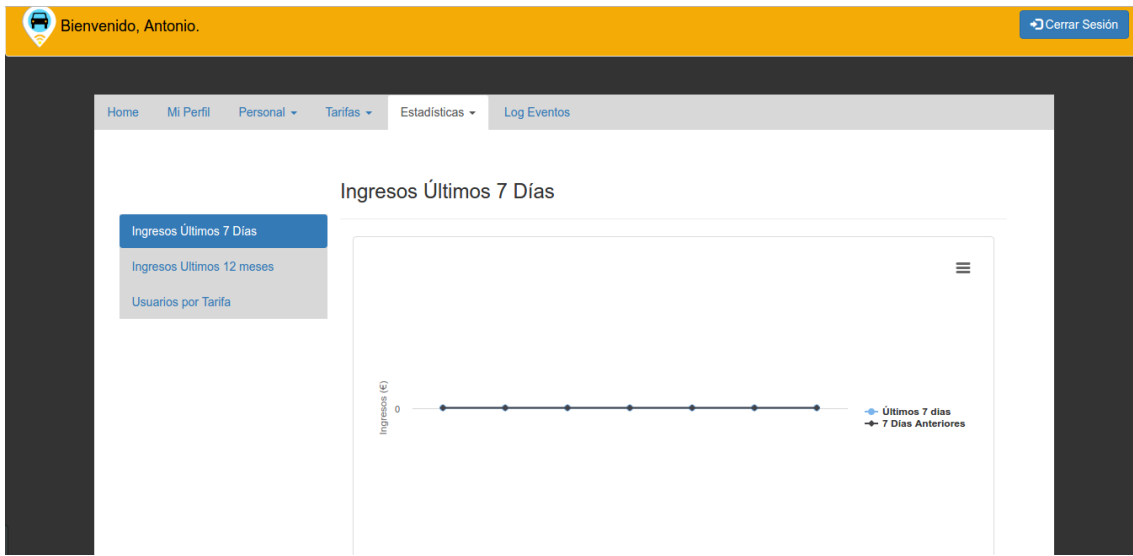 Bienvenido, Antonio.
Cerrar Sesión
Home Mi Perfil Personal Tarifas Estadísticas Log Eventos
Ingresos Últimos 7 Días
Ingresos Últimos 7 Días
Ingresos Ultimos 12 meses
Usuarios por Tarifa
Ingresos (€)
0
Últimos 7 dias
7 Días Anteriores